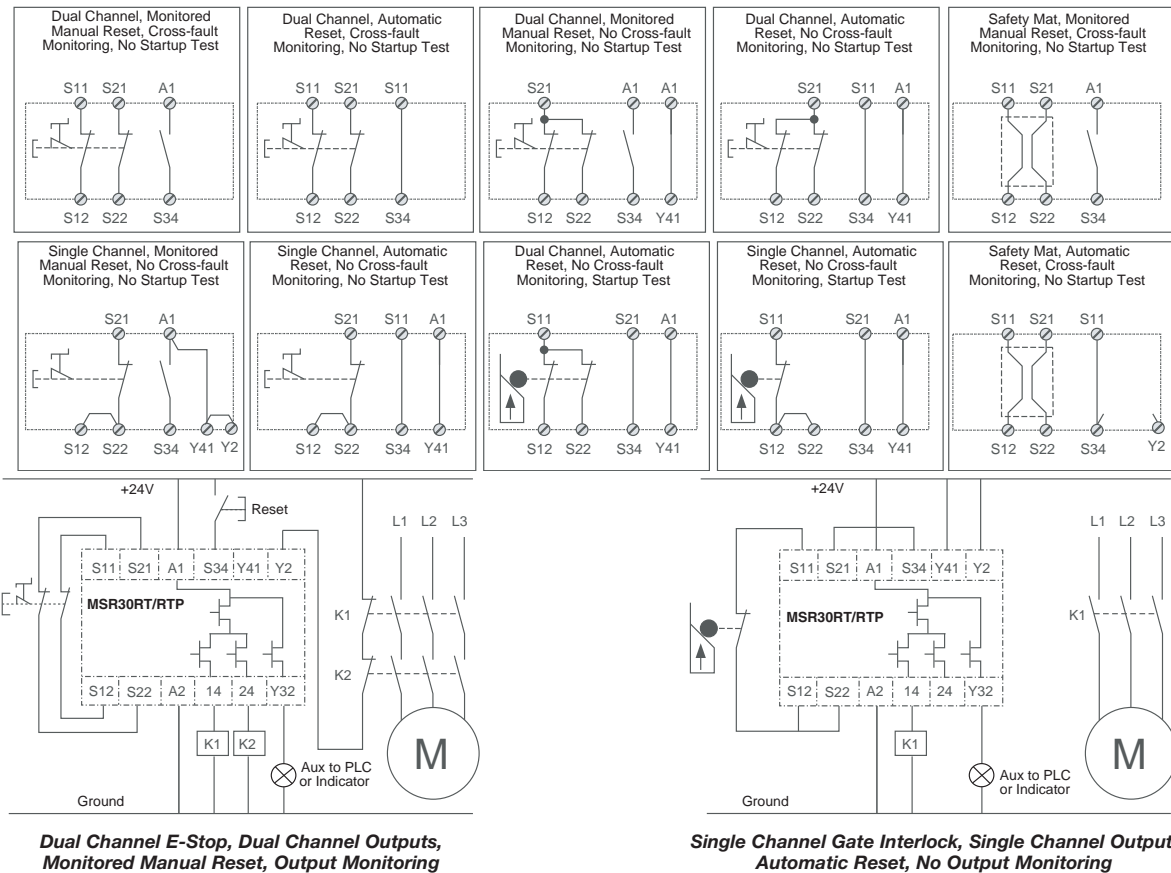 Dual Channel, Monitored
Manual Reset, Cross-fault
Monitoring, No Startup Test
S11 S21 A1
S12 S22 S34
Dual Channel, Automatic
Reset, Cross-fault
Monitoring, No Startup Test
S11 S21 S11
S12 S22 S34
Dual Channel, Monitored
Manual Reset, No Cross-fault
Monitoring, No Startup Test
S21 A1 A1
S12 S22 S34 Y41
Dual Channel, Automatic
Reset, No Cross-fault
Monitoring, No Startup Test
S21 S11 A1
S12 S22 S34 Y41
Safety Mat, Monitored
Manual Reset, Cross-fault
Monitoring, No Startup Test
S11 S21 A1
S12 S22 S34
Single Channel, Monitored
Manual Reset, No Cross-fault
Monitoring, No Startup Test
S21 A1
S12 S22 S34 Y41 Y2
Single Channel, Automatic
Reset, No Cross-fault
Monitoring, No Startup Test
S21 S11 A1
S12 S22 S34 Y41
Dual Channel, Automatic
Reset, No Cross-fault
Monitoring, Startup Test
S11 S21 A1
S12 S22 S34 Y41
Single Channel, Automatic
Reset, No Cross-fault
Monitoring, Startup Test
S11 S21 A1
S12 S22 S34 Y41
Safety Mat, Automatic
Reset, Cross-fault
Monitoring, No Startup Test
S11 S21 S11
S12 S22 S34 Y2
+24V
Reset
L1 L2 L3
S11 S21 A1 S34 Y41 Y2
MSR30RT/RTP
K1
K2
S12 S22 A2 14 24 Y32
K1 K2
M
Aux to PLC
or Indicator
Ground
Dual Channel E-Stop, Dual Channel Outputs,
Monitored Manual Reset, Output Monitoring
+24V
L1 L2 L3
S11 S21 A1 S34 Y41 Y2
MSR30RT/RTP
K1
S12 S22 A2 14 24 Y32
K1
M
Aux to PLC
or Indicator
Ground
Single Channel Gate Interlock, Single Channel Output
Automatic Reset, No Output Monitoring